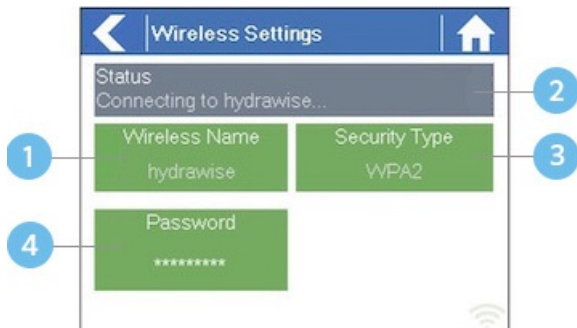 Wireless Settings
Status
Connecting to hydrawise...
2
1
Wireless Name
hydrawise
Security Type
WPA2
3
4
Password
*********